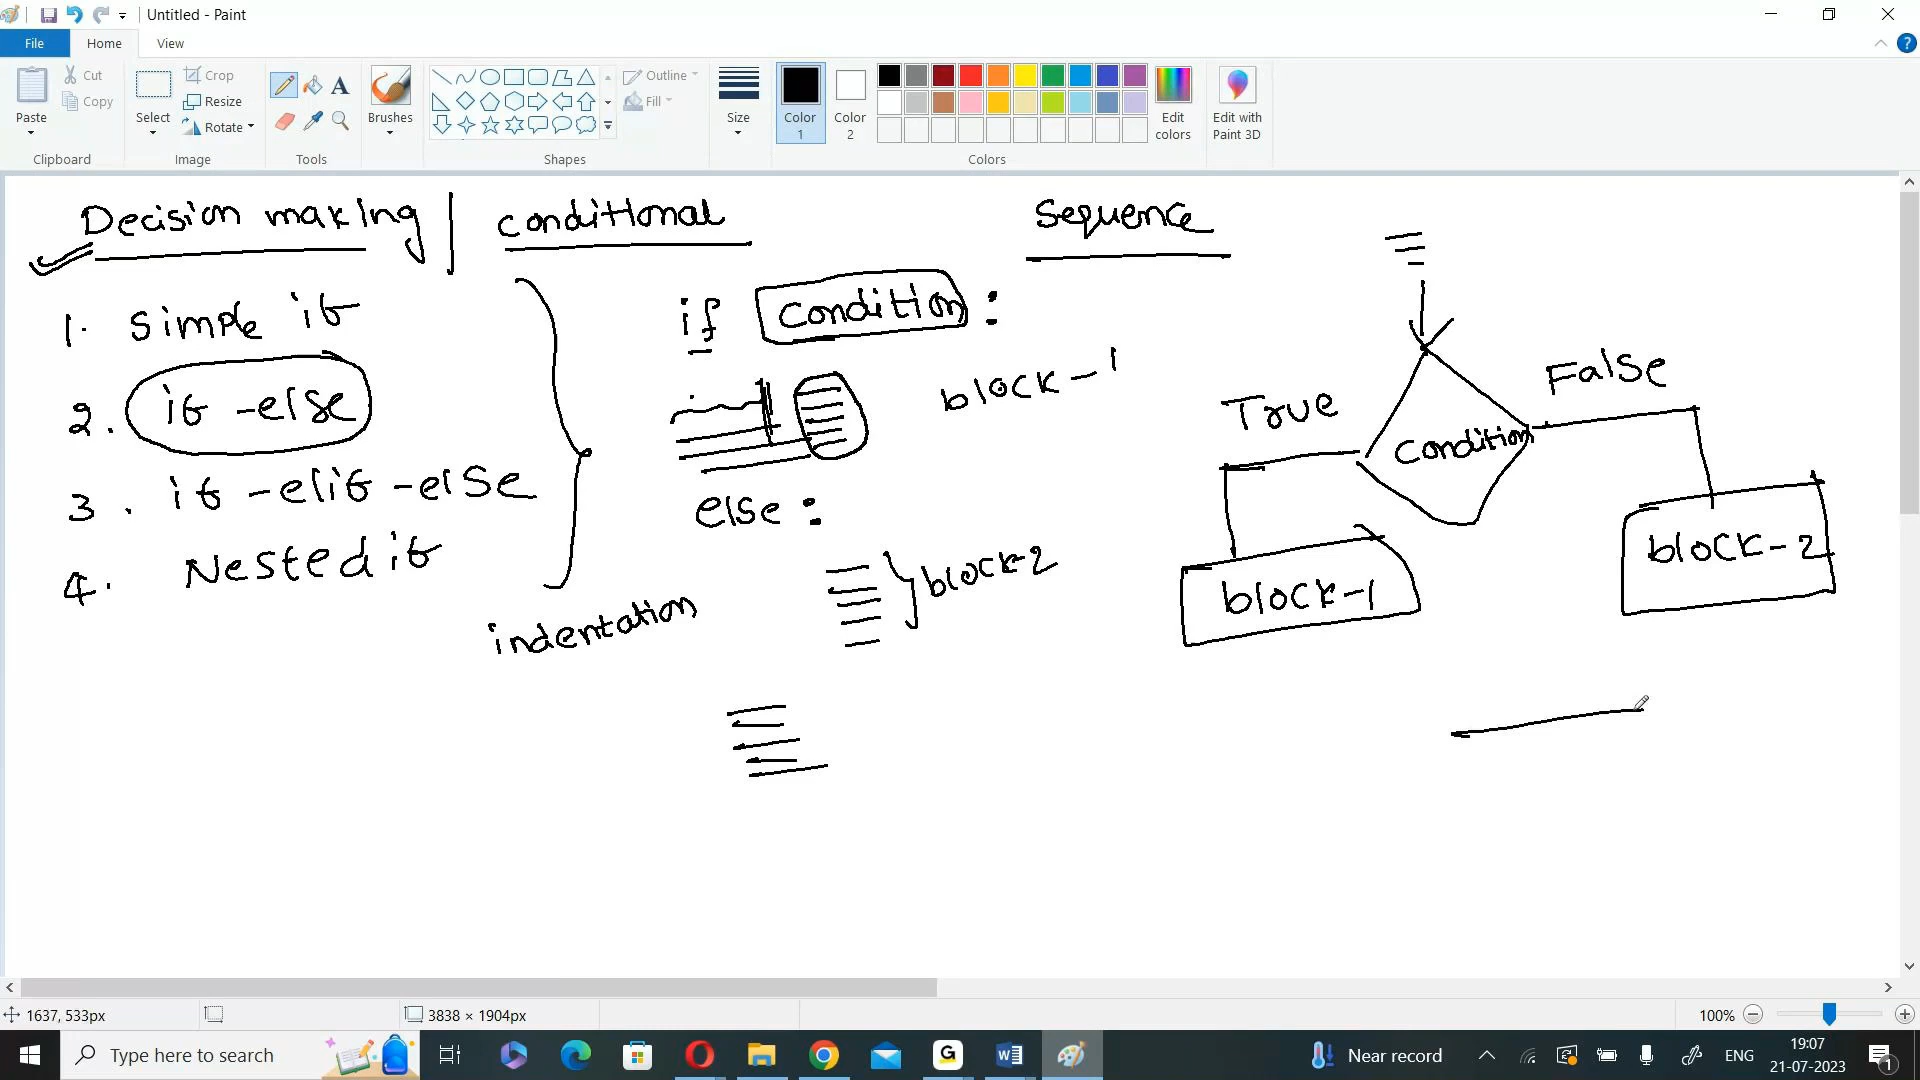 Untitled - Paint
File Home View
Paste
Cut
Copy
Clipboard
Select
Crop
Resize
Rotate
Image
Tools
Brushes
Shapes
Outline
Fill
Size
Color 1
Color 2
Edit colors
Colors
Edit with Paint 3D
Decision making | conditional
Sequence
1. Simple if
2. if -else
3. if -elif -else
4. Nested if
if condition :
block-1
else :
block-2
indentation
True
condition
False
block-1
block-2
1637, 533px
3838 × 1904px
100%
Type here to search
Near record
ENG
19:07
21-07-2023
1